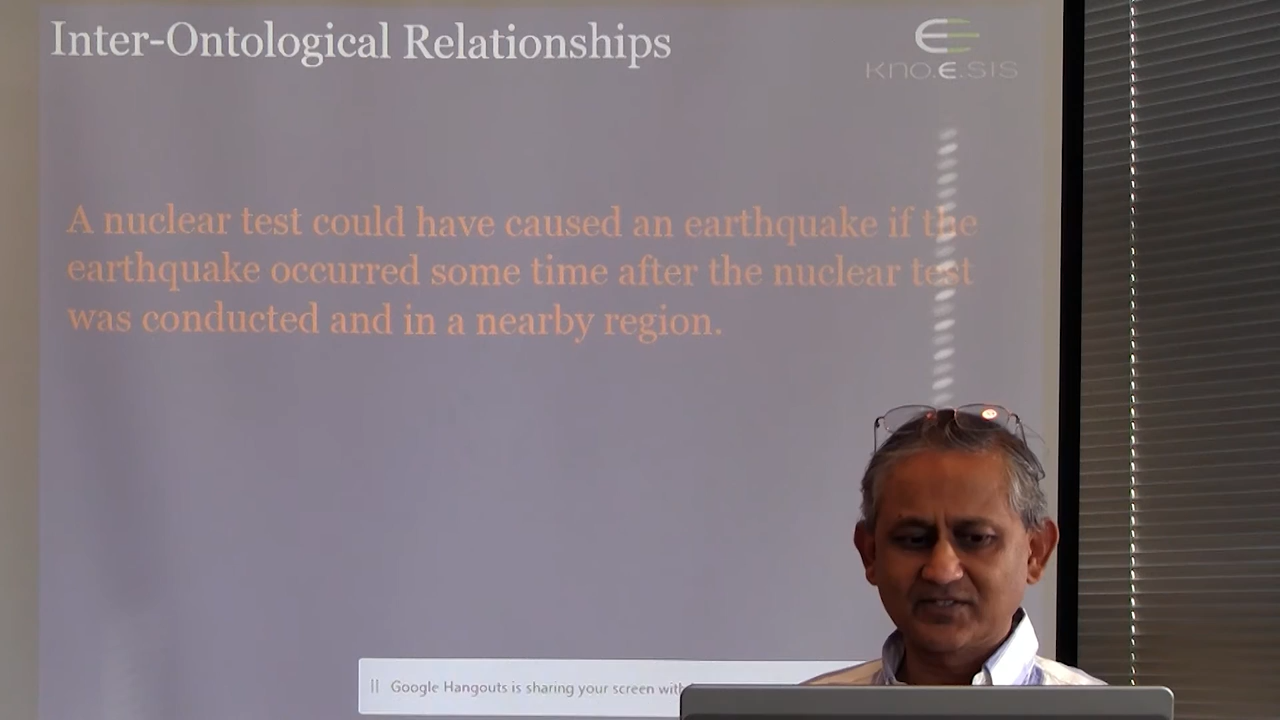 Inter-Ontological Relationships
KNO.E.SIS
A nuclear test could have caused an earthquake if the
earthquake occurred some time after the nuclear test
was conducted and in a nearby region.
Google Hangouts is sharing your screen with